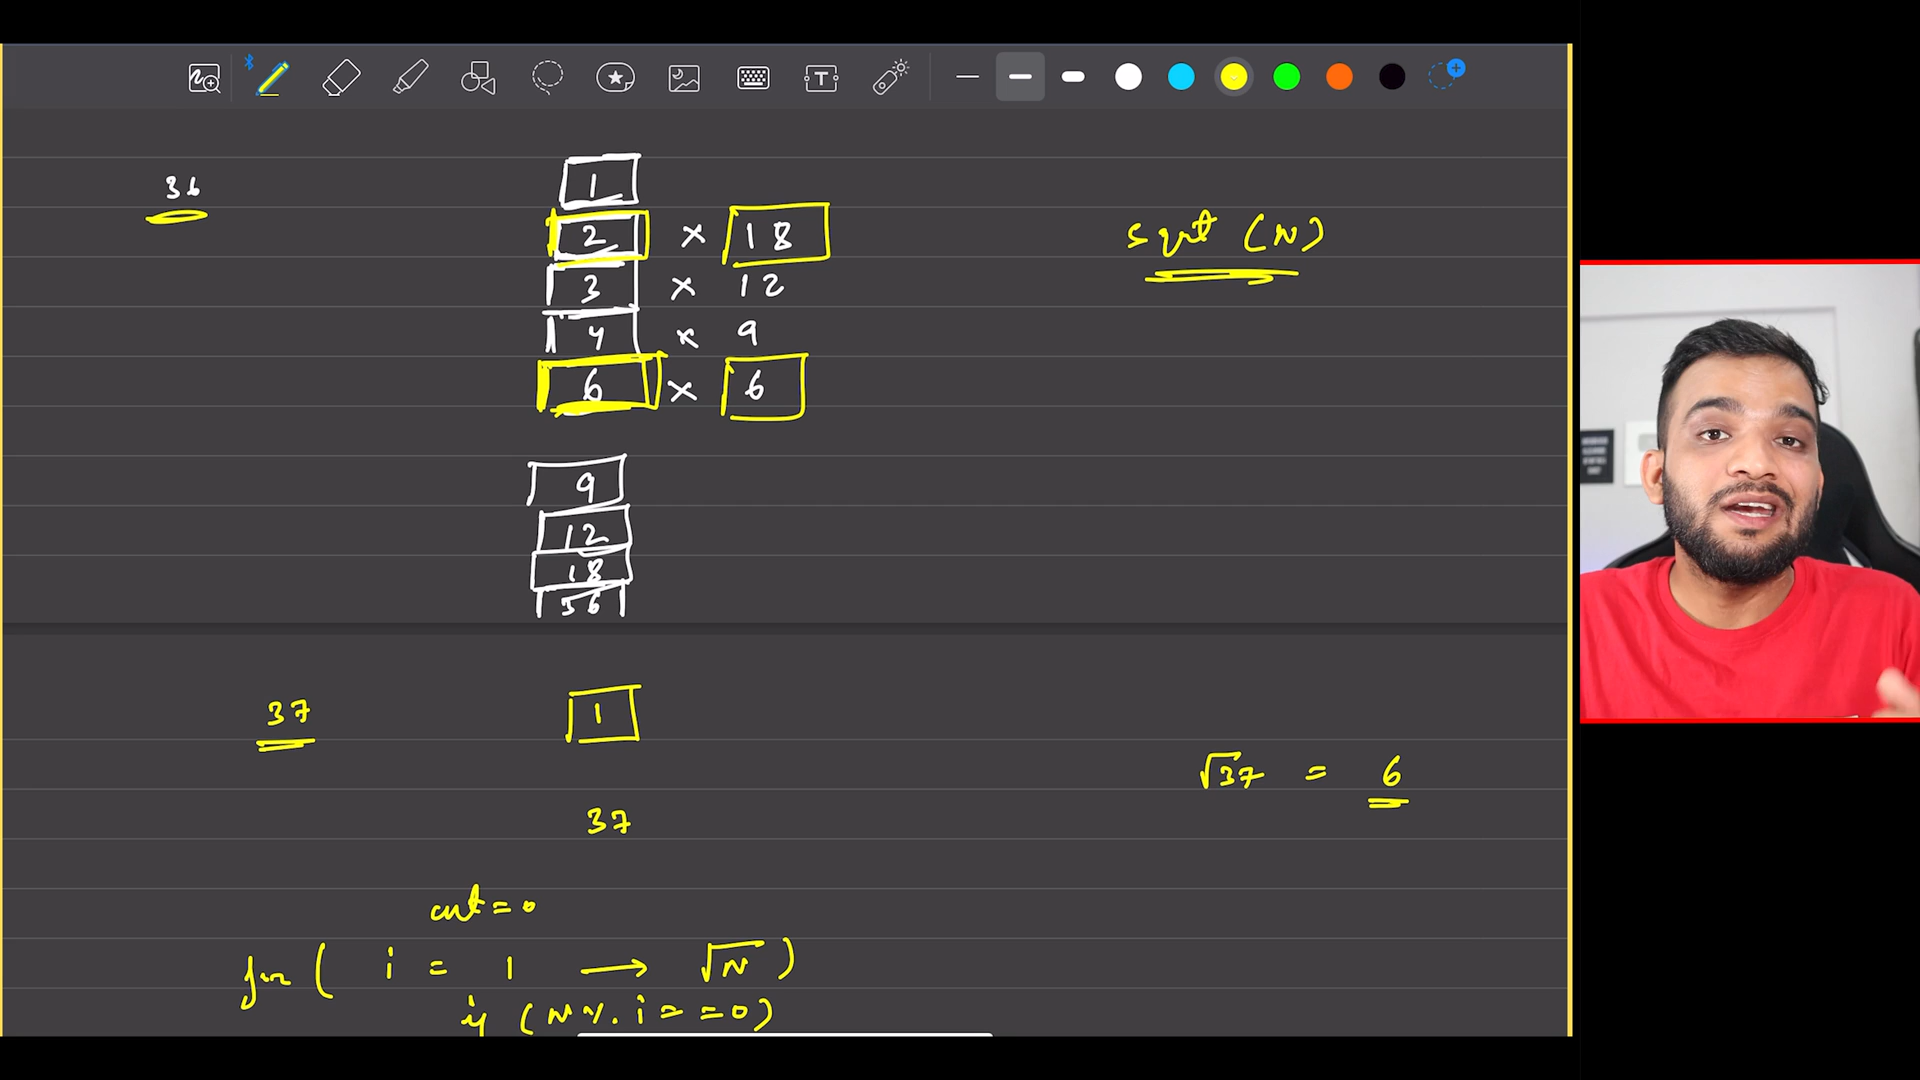 36
1
2 × 18
3 × 12
4 × 9
6 × 6
sqrt (N)
9
12
18
36
37
1
37
√37 = 6
cnt = 0
for ( i = 1 → √N )
if ( N % i == 0 )